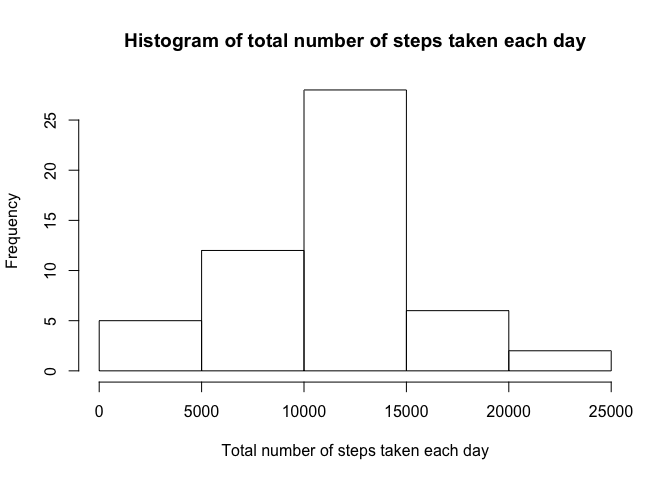 Histogram of total number of steps taken each day
Frequency
25
20
15
10
5
0
0 5000 10000 15000 20000 25000
Total number of steps taken each day